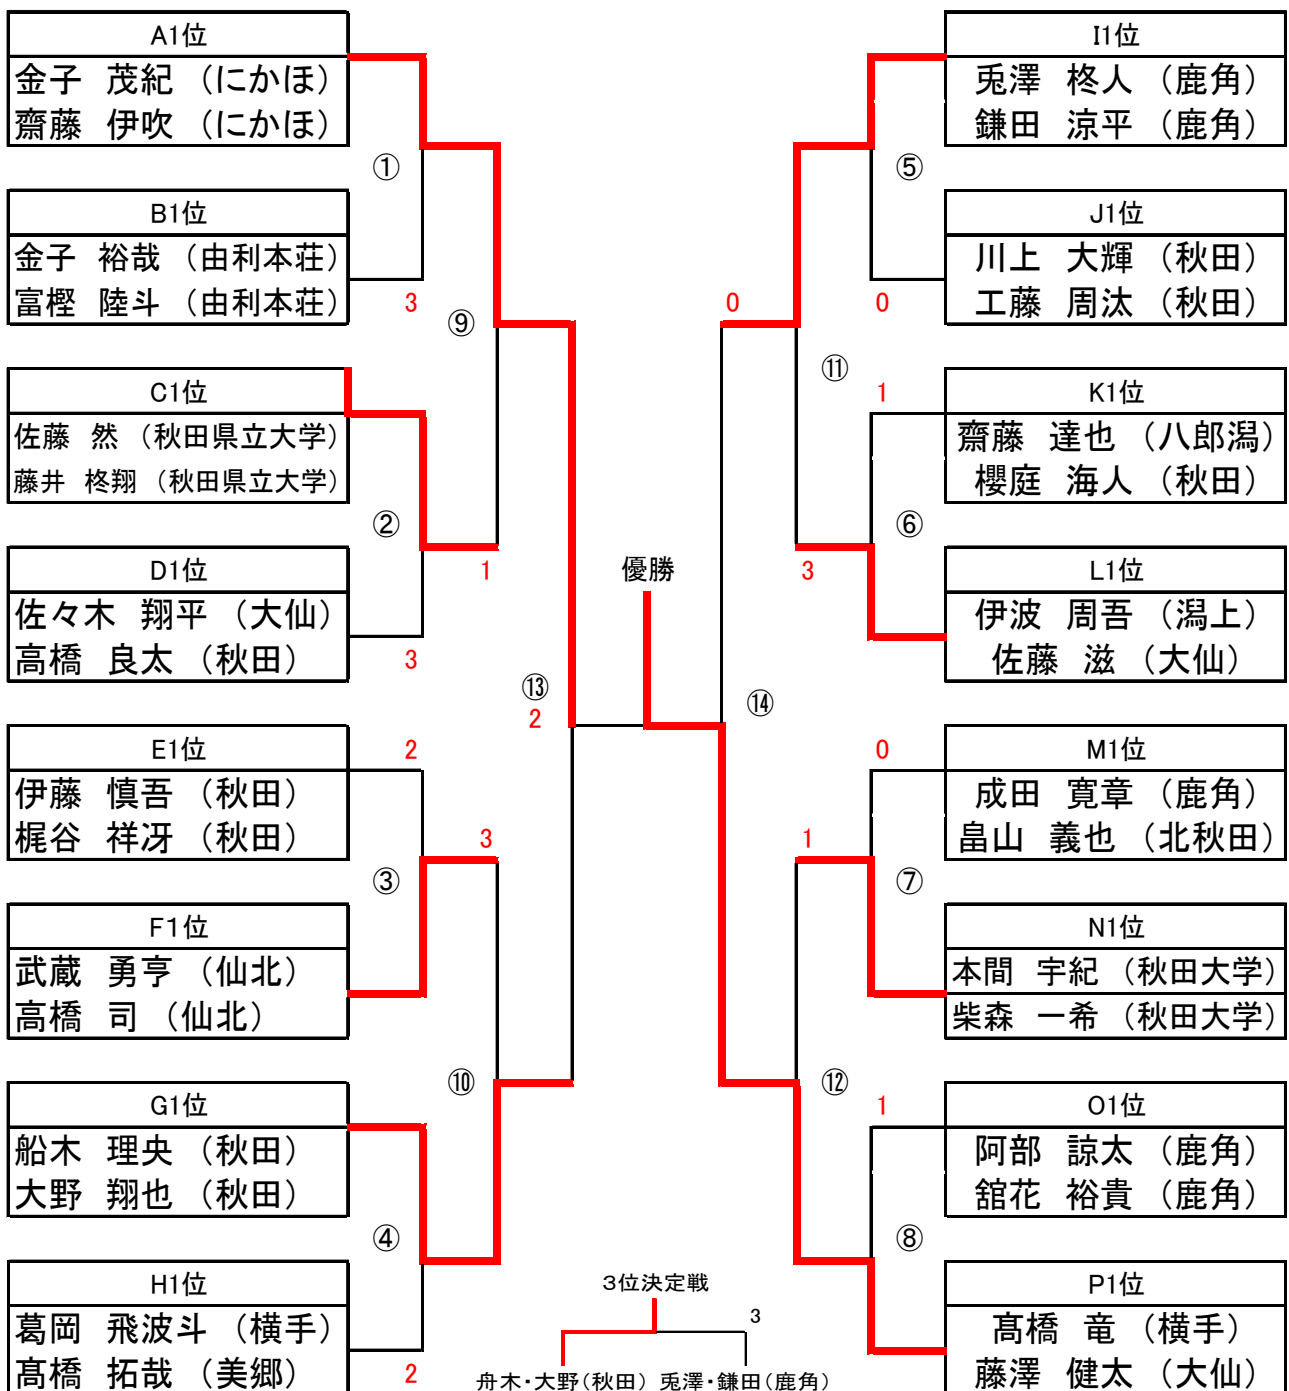 A1位
金子 茂紀 (にかほ)
齋藤 伊吹 (にかほ)
①
B1位
金子 裕哉 (由利本荘)
富樫 陸斗 (由利本荘)
3
⑨
C1位
佐藤 然 (秋田県立大学)
藤井 柊翔 (秋田県立大学)
②
1
D1位
佐々木 翔平 (大仙)
高橋 良太 (秋田)
3
⑬
2
E1位
2
伊藤 慎吾 (秋田)
梶谷 祥冴 (秋田)
3
③
F1位
武蔵 勇亨 (仙北)
高橋 司 (仙北)
⑩
G1位
船木 理央 (秋田)
大野 翔也 (秋田)
④
H1位
葛岡 飛波斗 (横手)
髙橋 拓哉 (美郷)
2
優勝
3位決定戦
3
舟木・大野(秋田) 兎澤・鎌田(鹿角)
I1位
兎澤 柊人 (鹿角)
鎌田 涼平 (鹿角)
⑤
J1位
川上 大輝 (秋田)
工藤 周汰 (秋田)
0
0
⑪
1
K1位
齋藤 達也 (八郎潟)
櫻庭 海人 (秋田)
⑥
3
L1位
伊波 周吾 (潟上)
佐藤 滋 (大仙)
⑭
0
M1位
成田 寛章 (鹿角)
畠山 義也 (北秋田)
1
⑦
N1位
本間 宇紀 (秋田大学)
柴森 一希 (秋田大学)
⑫
1
O1位
阿部 諒太 (鹿角)
舘花 裕貴 (鹿角)
⑧
P1位
髙橋 竜 (横手)
藤澤 健太 (大仙)